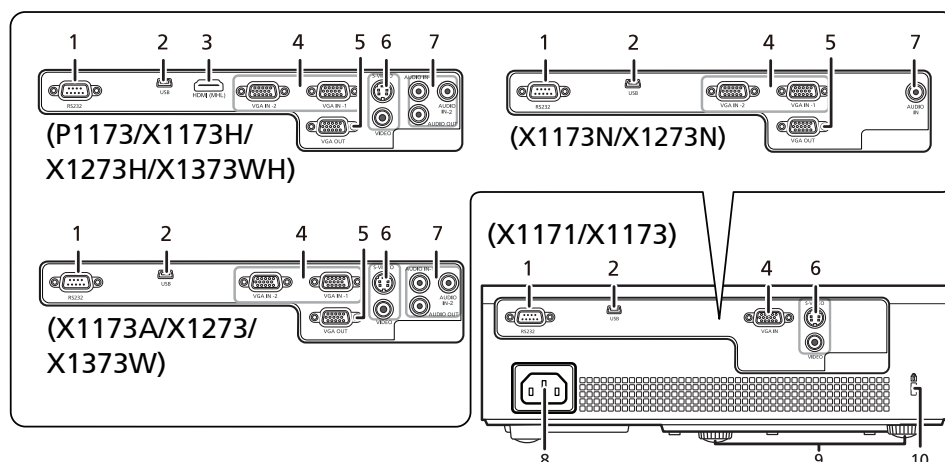 1 2 3 4 5 6 7
RS232
USB
HDMI (MHL)
VGA IN -2
VGA IN -1
VGA OUT
S-VIDEO
VIDEO
AUDIO IN-1
AUDIO
IN-2
AUDIO OUT
(P1173/X1173H/
X1273H/X1373WH)
1 2 4 5 7
RS232
USB
VGA IN -2
VGA IN -1
VGA OUT
AUDIO
IN
(X1173N/X1273N)
1 2 4 5 6 7
RS232
USB
VGA IN -2
VGA IN -1
VGA OUT
S-VIDEO
VIDEO
AUDIO IN-1
AUDIO
IN-2
AUDIO OUT
(X1173A/X1273/
X1373W)
(X1171/X1173)
1 2 4 6
RS232
USB
VGA IN
S-VIDEO
VIDEO
8 9 10